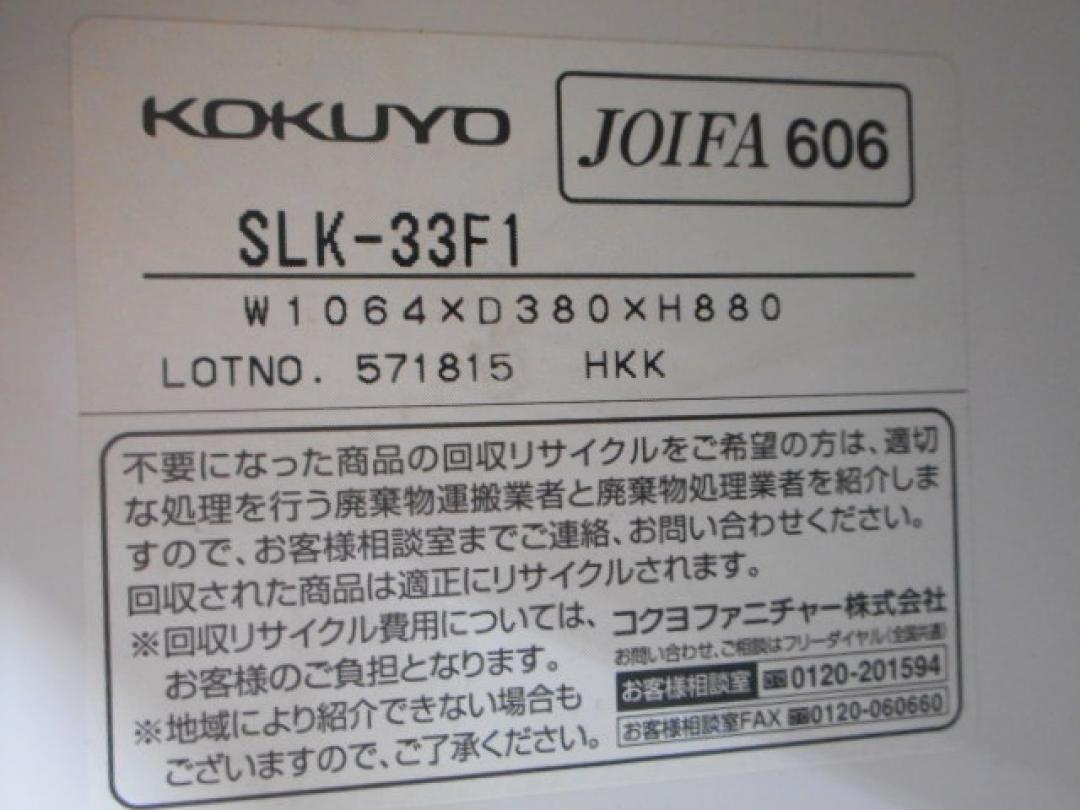 KOKUYO
JOIFA 606
SLK-33F1
W1064×D380×H880
LOTNO. 571815 HKK
不要になった商品の回収リサイクルをご希望の方は、適切
な処理を行う廃棄物運搬業者と廃棄物処理業者を紹介しま
すので、お客様相談室までご連絡、お問い合わせください。
回収された商品は適正にリサイクルされます。
※回収リサイクル費用については、
お客様のご負担となります。
※地域により紹介できない場合も
ございますので、ご了承ください。
コクヨファニチャー株式会社
お問い合わせ、ご相談はフリーダイヤル(全国共通)
お客様相談室 0120-201594
お客様相談室FAX 0120-060660